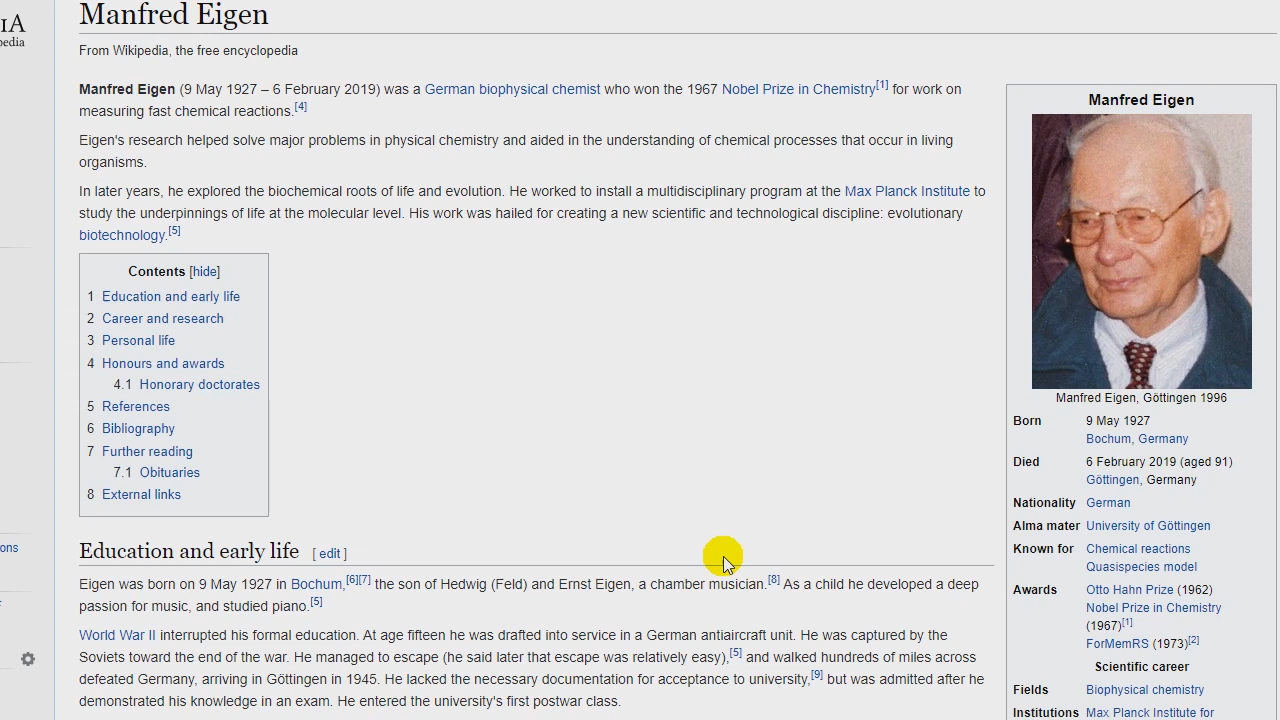 IA
pedia
Manfred Eigen
From Wikipedia, the free encyclopedia
Manfred Eigen (9 May 1927 – 6 February 2019) was a German biophysical chemist who won the 1967 Nobel Prize in Chemistry[1] for work on
measuring fast chemical reactions.[4]
Eigen's research helped solve major problems in physical chemistry and aided in the understanding of chemical processes that occur in living
organisms.
In later years, he explored the biochemical roots of life and evolution. He worked to install a multidisciplinary program at the Max Planck Institute to
study the underpinnings of life at the molecular level. His work was hailed for creating a new scientific and technological discipline: evolutionary
biotechnology.[5]
Contents [hide]
1 Education and early life
2 Career and research
3 Personal life
4 Honours and awards
4.1 Honorary doctorates
5 References
6 Bibliography
7 Further reading
7.1 Obituaries
8 External links
Education and early life [ edit ]
Eigen was born on 9 May 1927 in Bochum,[6][7] the son of Hedwig (Feld) and Ernst Eigen, a chamber musician.[8] As a child he developed a deep
passion for music, and studied piano.[5]
World War II interrupted his formal education. At age fifteen he was drafted into service in a German antiaircraft unit. He was captured by the
Soviets toward the end of the war. He managed to escape (he said later that escape was relatively easy),[5] and walked hundreds of miles across
defeated Germany, arriving in Göttingen in 1945. He lacked the necessary documentation for acceptance to university,[9] but was admitted after he
demonstrated his knowledge in an exam. He entered the university's first postwar class.
Manfred Eigen
Manfred Eigen, Göttingen 1996
Born 9 May 1927
Bochum, Germany
Died 6 February 2019 (aged 91)
Göttingen, Germany
Nationality German
Alma mater University of Göttingen
Known for Chemical reactions
Quasispecies model
Awards Otto Hahn Prize (1962)
Nobel Prize in Chemistry
(1967)[1]
ForMemRS (1973)[2]
Scientific career
Fields Biophysical chemistry
Institutions Max Planck Institute for
ons